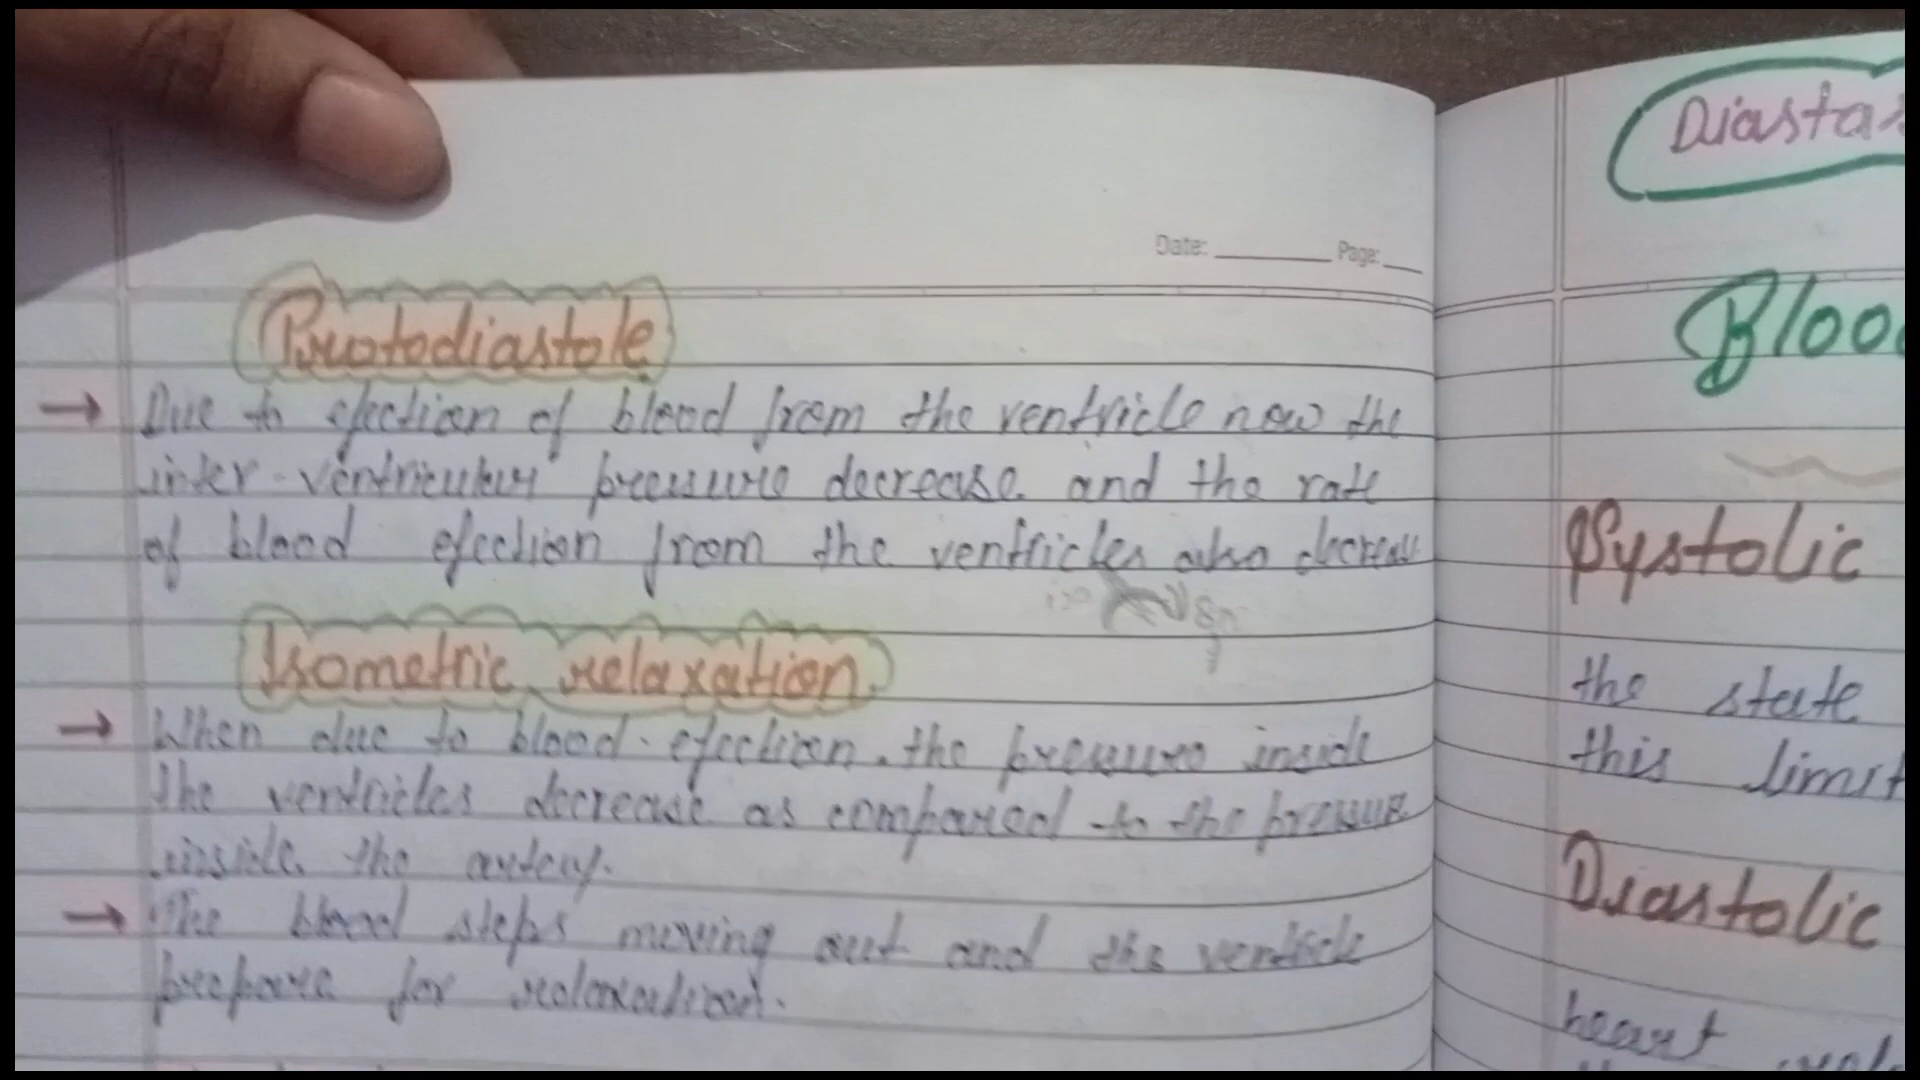 Date: Page:
Protodiastole
→ Due to ejection of blood from the ventricle now the
inter-ventricular pressure decrease and the rate
of blood ejection from the ventricles also decrease
Isometric relaxation
→ When due to blood ejection, the pressure inside
the ventricles decrease as compared to the pressure
inside the artery.
→ The blood stops moving out and the ventricle
prepare for relaxation.
Diastas
Blood
Systolic
the state
this limit
Diastolic
heart